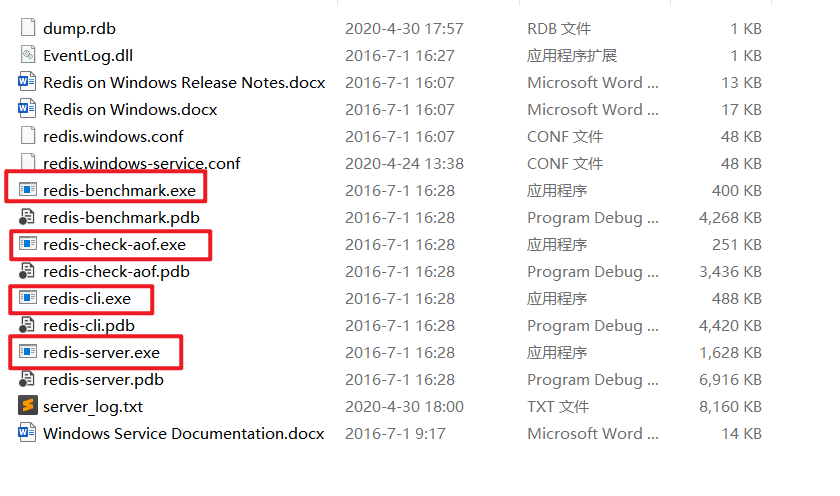 dump.rdb 2020-4-30 17:57 RDB 文件 1 KB
EventLog.dll 2016-7-1 16:27 应用程序扩展 1 KB
Redis on Windows Release Notes.docx 2016-7-1 16:07 Microsoft Word ... 13 KB
Redis on Windows.docx 2016-7-1 16:07 Microsoft Word ... 17 KB
redis.windows.conf 2016-7-1 16:07 CONF 文件 48 KB
redis.windows-service.conf 2020-4-24 13:38 CONF 文件 48 KB
redis-benchmark.exe 2016-7-1 16:28 应用程序 400 KB
redis-benchmark.pdb 2016-7-1 16:28 Program Debug ... 4,268 KB
redis-check-aof.exe 2016-7-1 16:28 应用程序 251 KB
redis-check-aof.pdb 2016-7-1 16:28 Program Debug ... 3,436 KB
redis-cli.exe 2016-7-1 16:28 应用程序 488 KB
redis-cli.pdb 2016-7-1 16:28 Program Debug ... 4,420 KB
redis-server.exe 2016-7-1 16:28 应用程序 1,628 KB
redis-server.pdb 2016-7-1 16:28 Program Debug ... 6,916 KB
server_log.txt 2020-4-30 18:00 TXT 文件 8,160 KB
Windows Service Documentation.docx 2016-7-1 9:17 Microsoft Word ... 14 KB